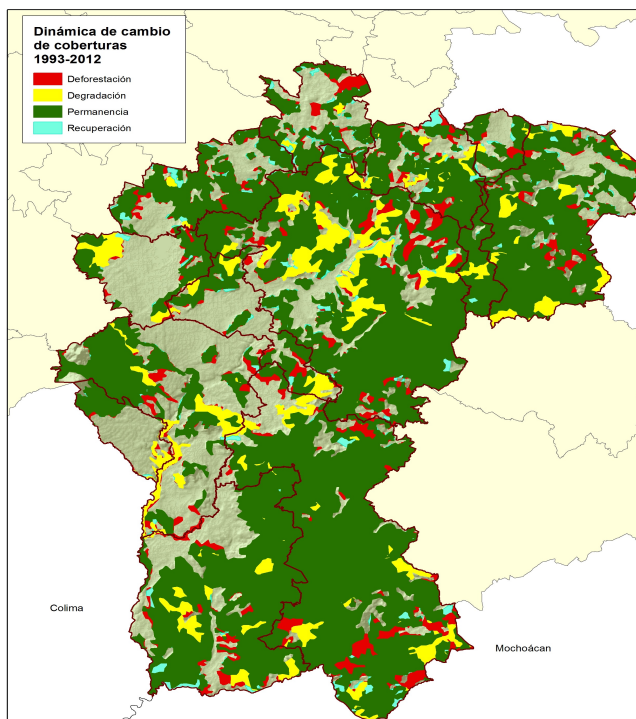 Dinámica de cambio
de coberturas
1993-2012
Deforestación
Degradación
Permanencia
Recuperación
Colima
Mochoácan